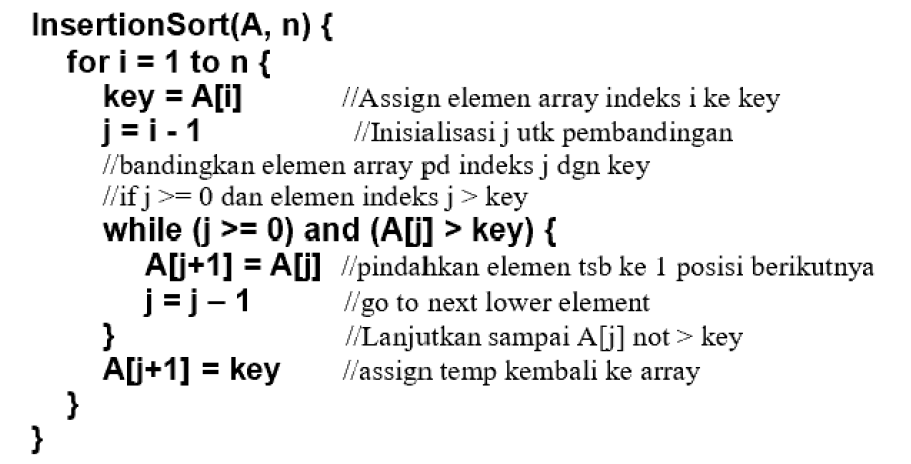 InsertionSort(A, n) {
for i = 1 to n {
key = A[i] //Assign elemen array indeks i ke key
j = i - 1 //Inisialisasi j utk pembandingan
//bandingkan elemen array pd indeks j dgn key
//if j >= 0 dan elemen indeks j > key
while (j >= 0) and (A[j] > key) {
A[j+1] = A[j] //pindahkan elemen tsb ke 1 posisi berikutnya
j = j – 1 //go to next lower element
} //Lanjutkan sampai A[j] not > key
A[j+1] = key //assign temp kembali ke array
}
}